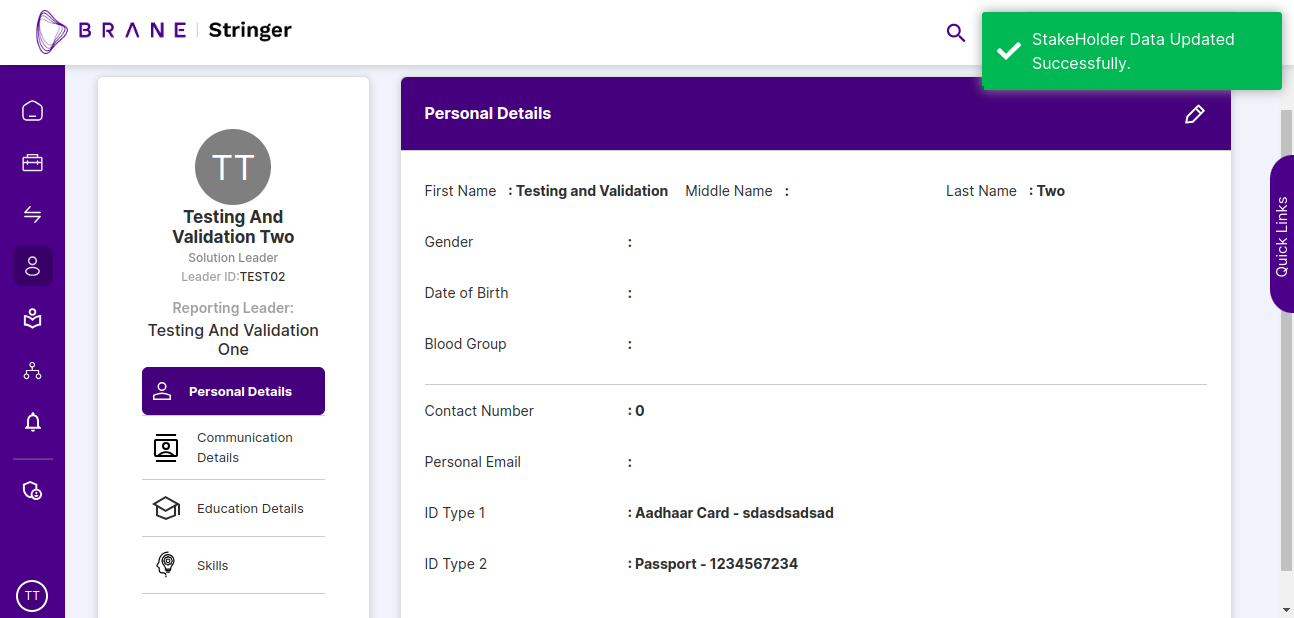 BRANE | Stringer
StakeHolder Data Updated
Successfully.
TT
Testing And
Validation Two
Solution Leader
Leader ID:TEST02
Reporting Leader:
Testing And Validation
One
Personal Details
Communication
Details
Education Details
Skills
TT
Personal Details
First Name : Testing and Validation Middle Name : Last Name : Two
Gender :
Date of Birth :
Blood Group :
Contact Number : 0
Personal Email :
ID Type 1 : Aadhaar Card - sdasdsadsad
ID Type 2 : Passport - 1234567234
Quick Links